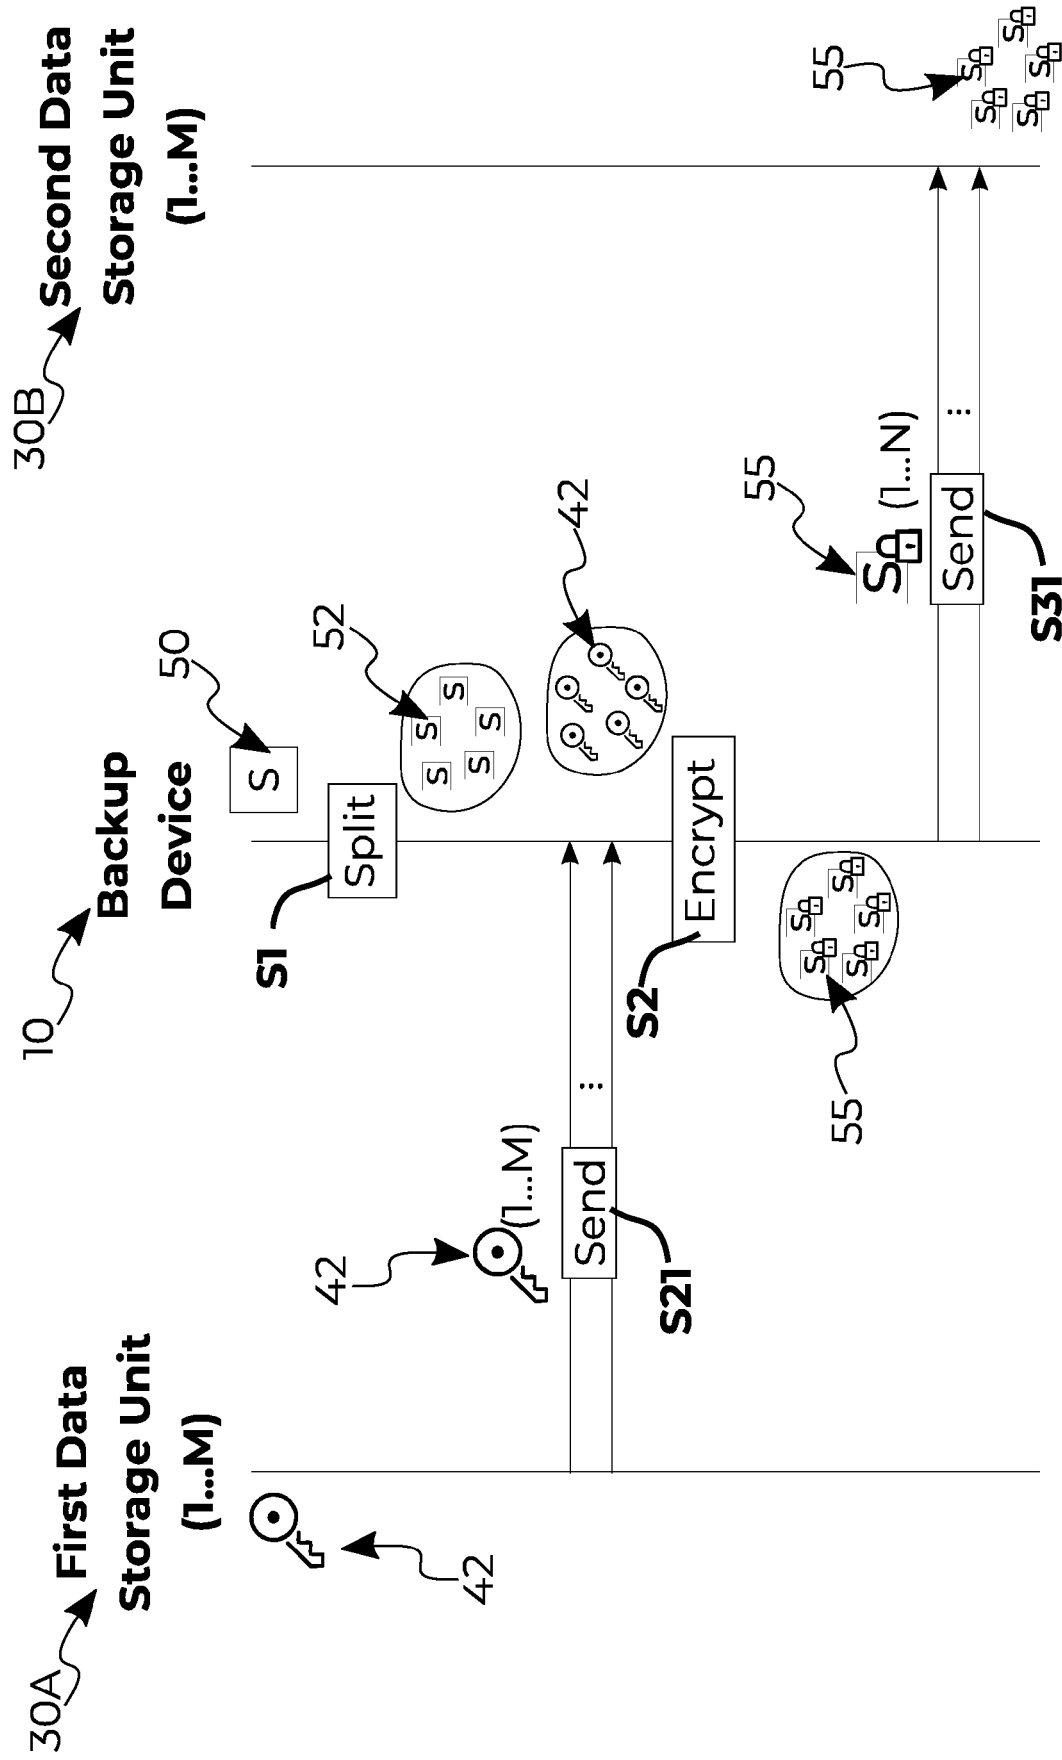 30A
First Data
Storage Unit
(1...M)
10
Backup
Device
30B
Second Data
Storage Unit
(1...M)
50
S
42
S1
Split
52
S
S
S
S
S
42
(1...M)
42
Send
...
S21
S2
Encrypt
55
S
S
S
S
S
55
S
(1...N)
Send
...
S31
55
S
S
S
S
S